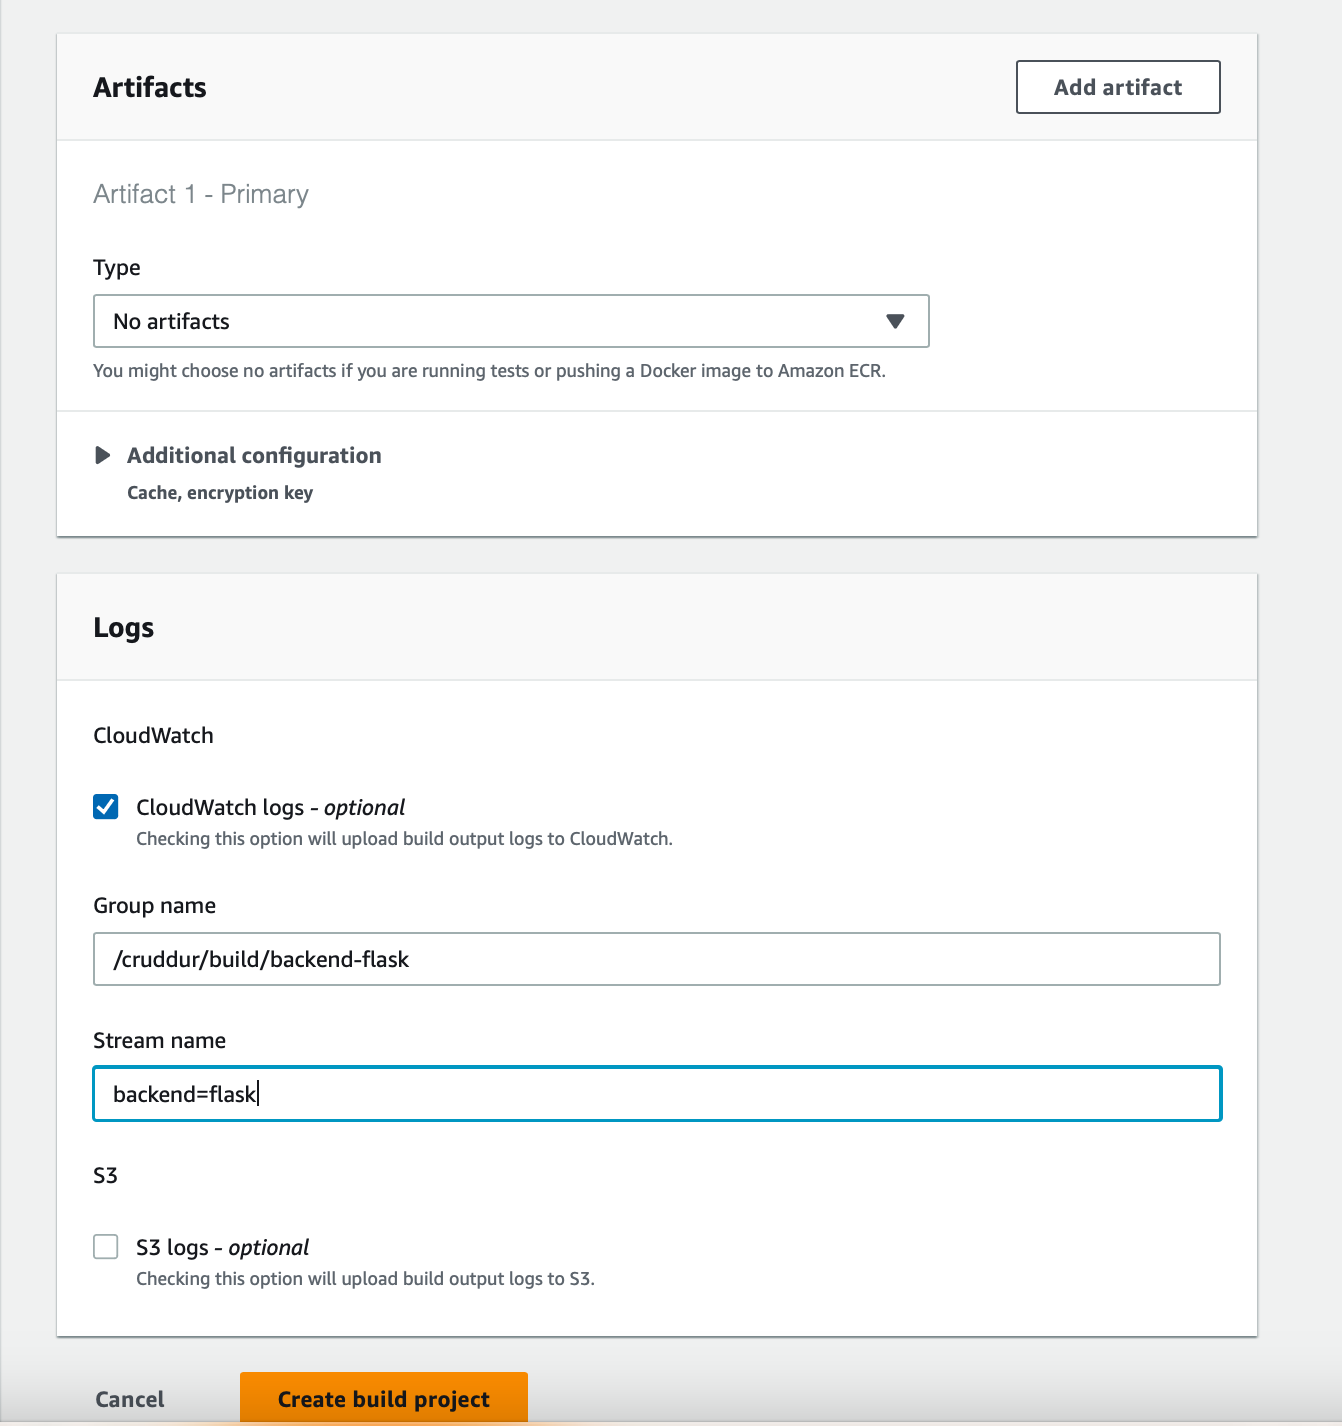 Artifacts
Add artifact
Artifact 1 - Primary
Type
No artifacts
You might choose no artifacts if you are running tests or pushing a Docker image to Amazon ECR.
Additional configuration
Cache, encryption key
Logs
CloudWatch
CloudWatch logs - optional
Checking this option will upload build output logs to CloudWatch.
Group name
/cruddur/build/backend-flask
Stream name
backend=flask
S3
S3 logs - optional
Checking this option will upload build output logs to S3.
Cancel
Create build project